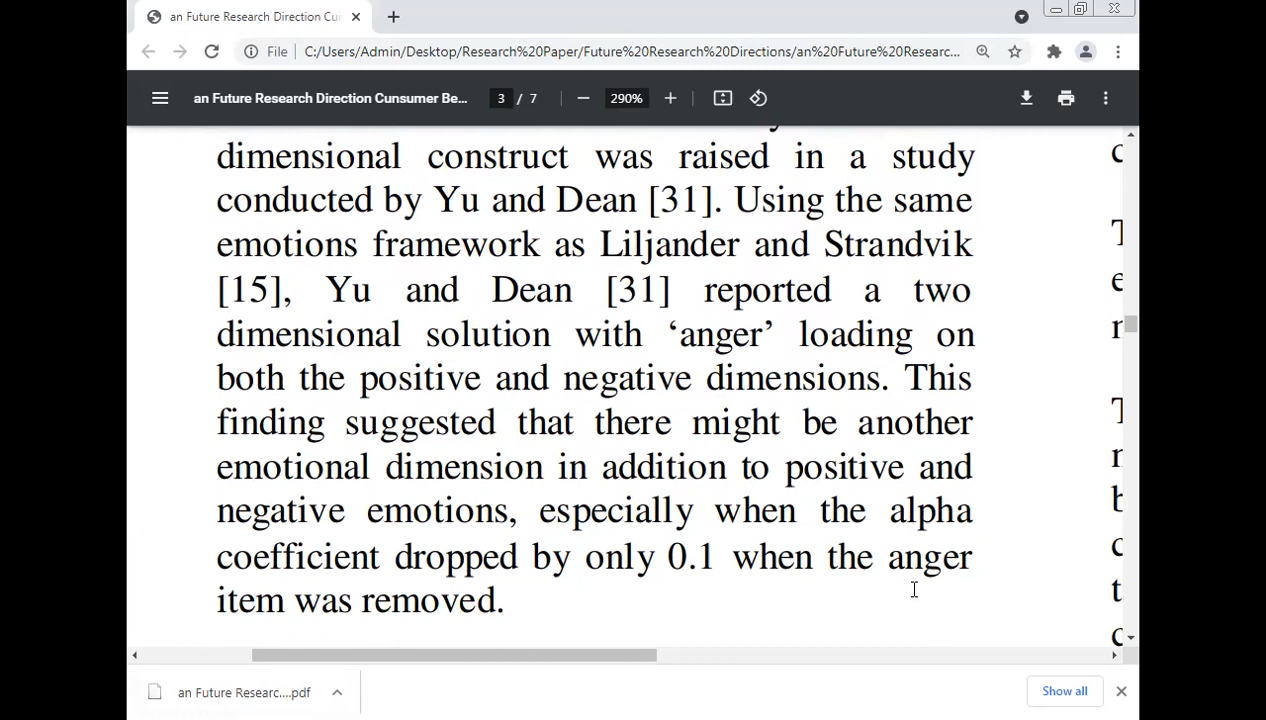 an Future Research Direction Cu
File C:/Users/Admin/Desktop/Research%20Paper/Future%20Research%20Directions/an%20Future%20Researc...
an Future Research Direction Cunsumer Be...
3 / 7
290%
dimensional construct was raised in a study
conducted by Yu and Dean [31]. Using the same
emotions framework as Liljander and Strandvik
[15], Yu and Dean [31] reported a two
dimensional solution with ‘anger’ loading on
both the positive and negative dimensions. This
finding suggested that there might be another
emotional dimension in addition to positive and
negative emotions, especially when the alpha
coefficient dropped by only 0.1 when the anger
item was removed.
an Future Researc....pdf
Show all